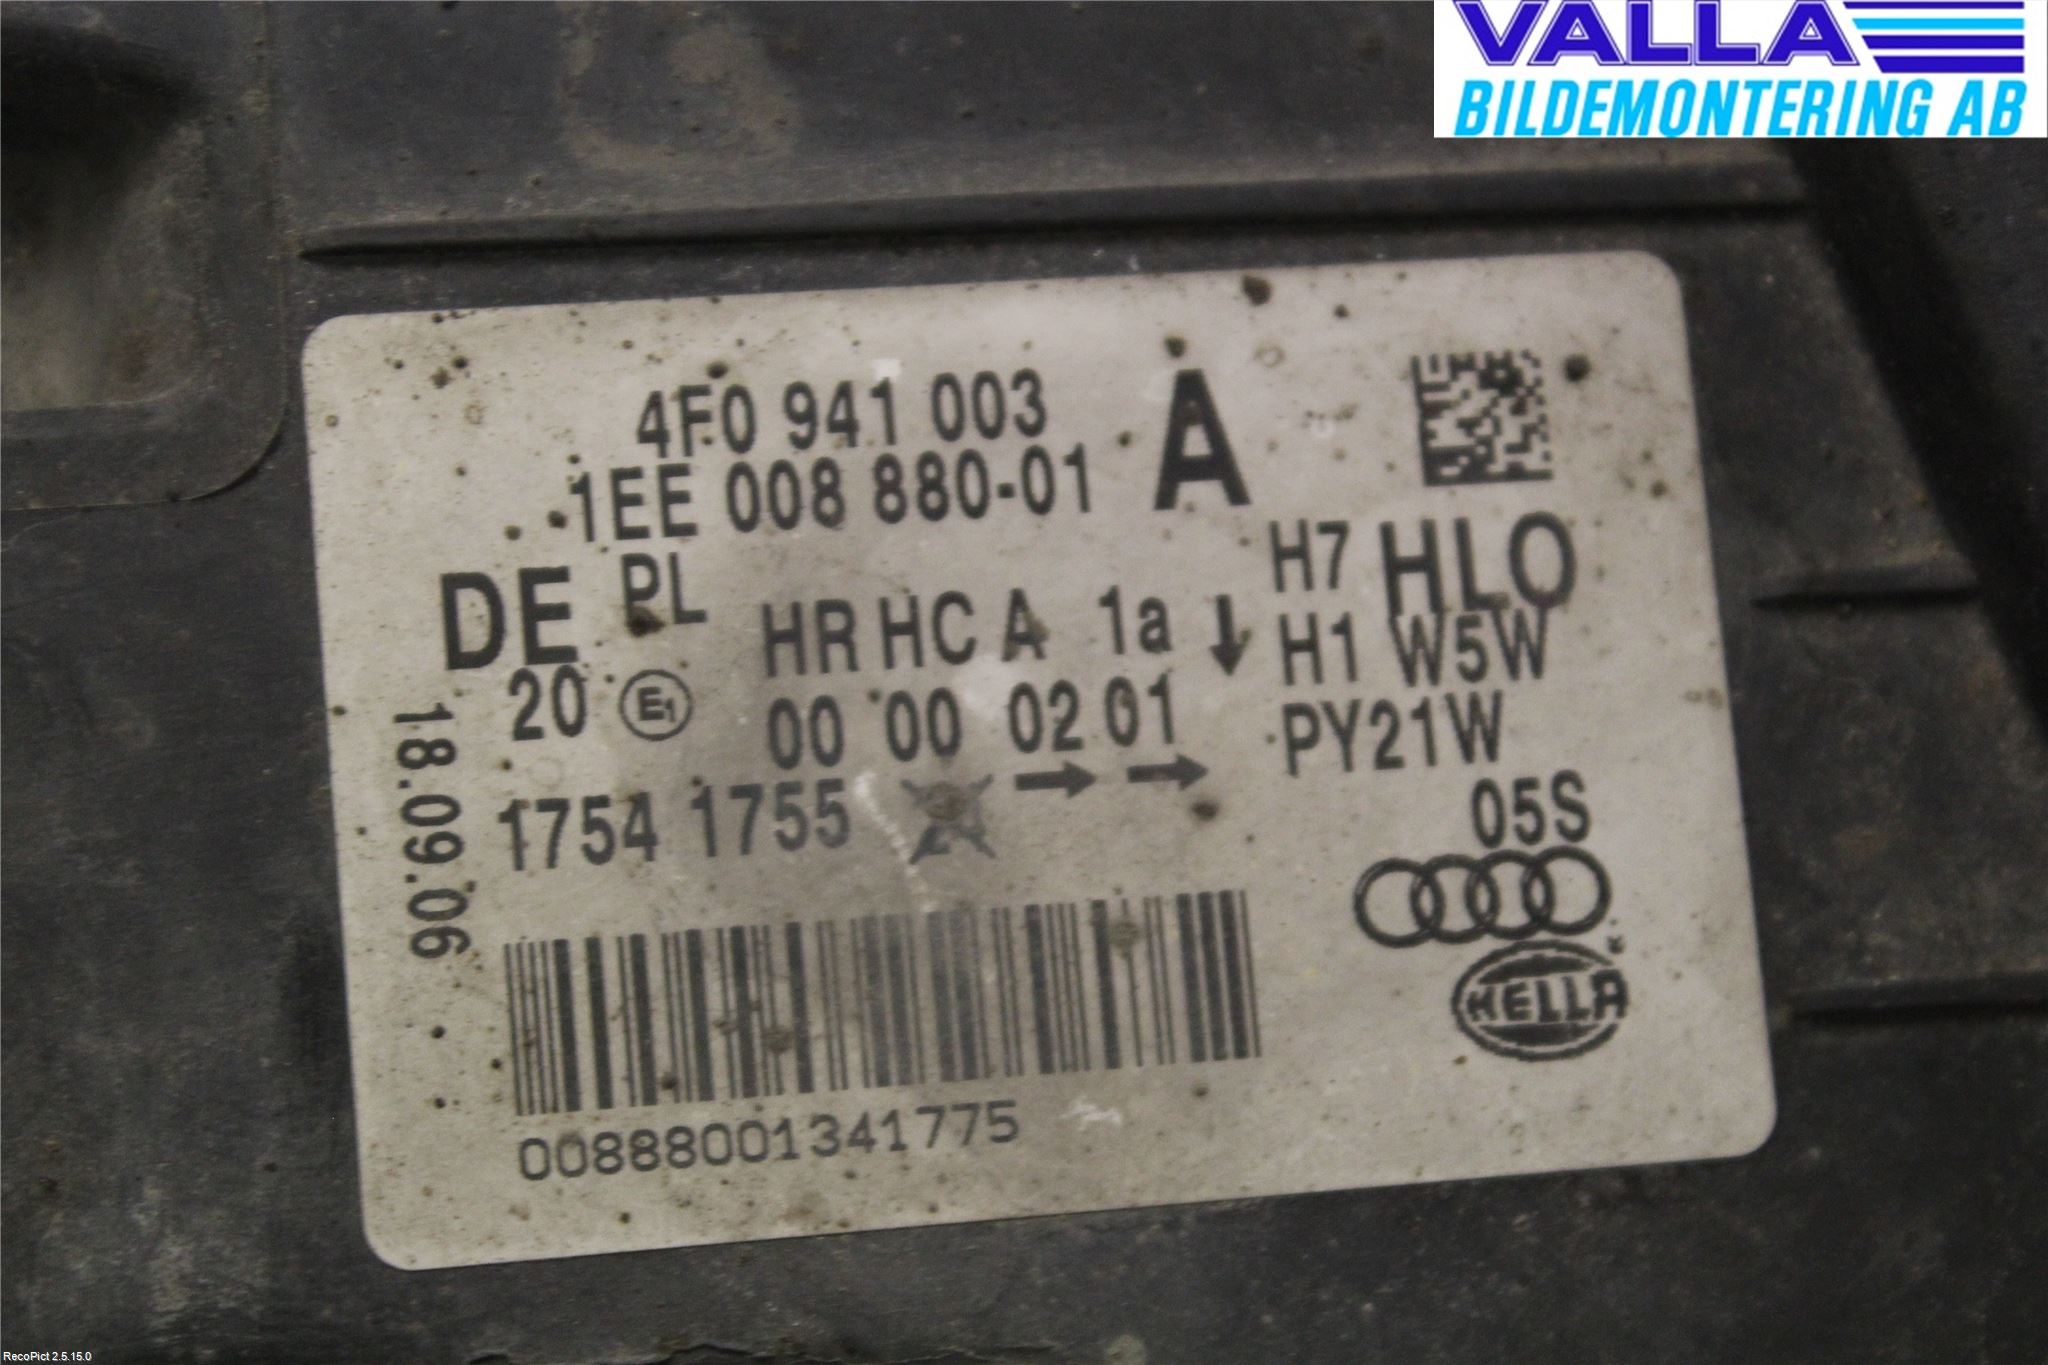 VALLA
BILDEMONTERING AB
4F0 941 003 A
1EE 008 880-01
DE PL HR HC A 1a ↓ H7 HLO
H1 W5W
20 E1 00 00 02 01 PY21W
1754 1755 → →
05S
18.09.06
HELLA
00888001341775
RecoPict 2.5.15.0